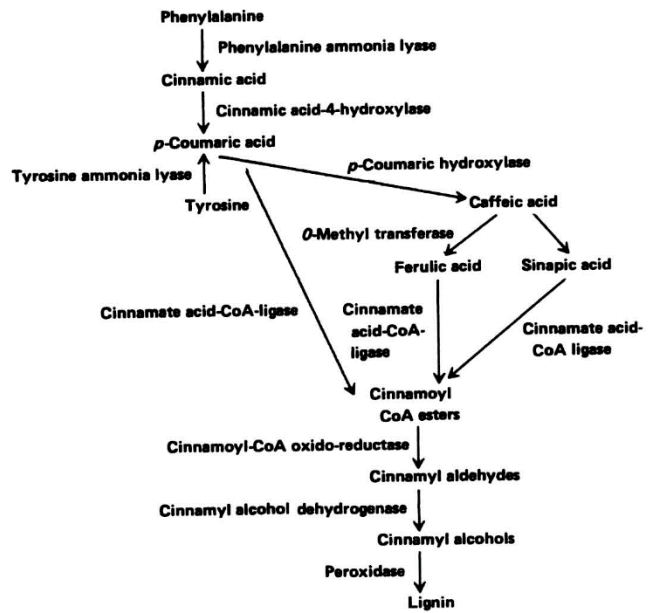 Phenylalanine
Phenylalanine ammonia lyase
Cinnamic acid
Cinnamic acid-4-hydroxylase
p-Coumaric acid
p-Coumaric hydroxylase
Tyrosine ammonia lyase
Tyrosine
Caffeic acid
O-Methyl transferase
Ferulic acid
Sinapic acid
Cinnamate acid-CoA-ligase
Cinnamate
acid-CoA-
ligase
Cinnamate acid-
CoA ligase
Cinnamoyl
CoA esters
Cinnamoyl-CoA oxido-reductase
Cinnamyl aldehydes
Cinnamyl alcohol dehydrogenase
Cinnamyl alcohols
Peroxidase
Lignin